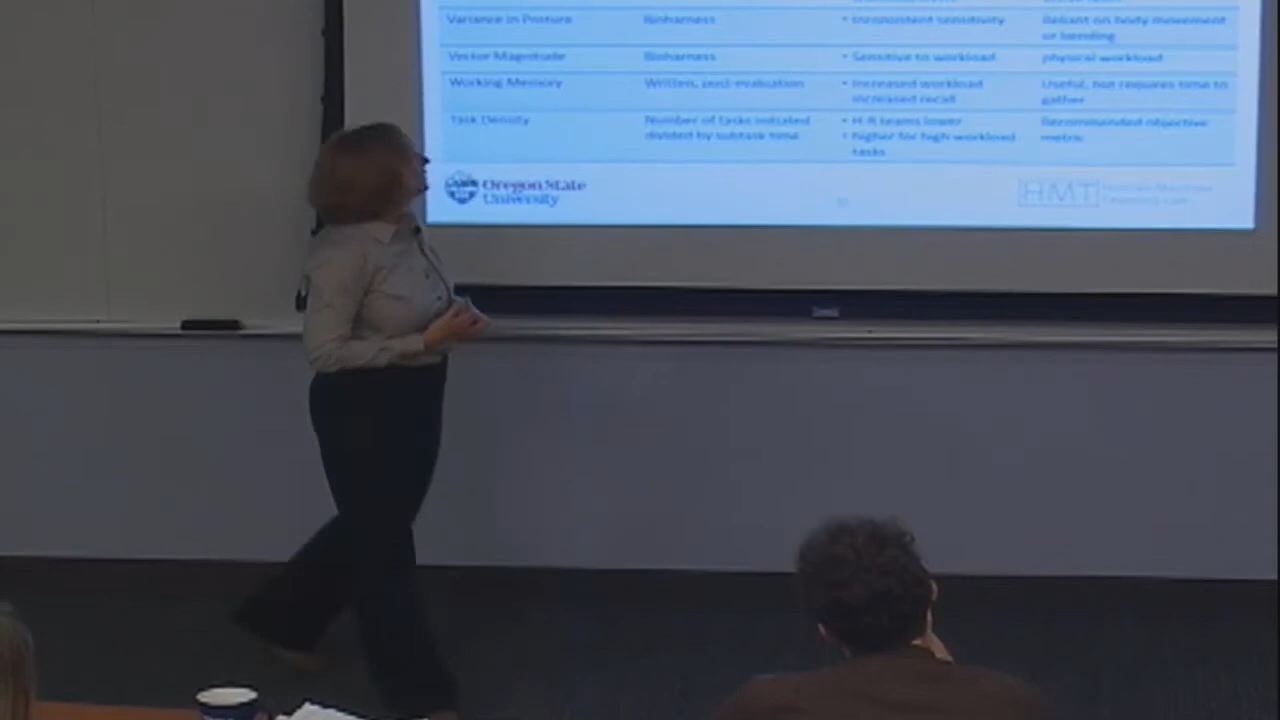 Variance in Posture Bioharness • Inconsistent sensitivity Reliant on body movement
or bending
Vector Magnitude Bioharness • Sensitive to workload physical workload
Working Memory Written, post-evaluation • Increased workload Useful, but requires time to
increased recall gather
Task Density Number of tasks initiated • H-R teams lower Recommended objective
divided by subtask time • higher for high workload metric
tasks
Oregon State
University
HMT